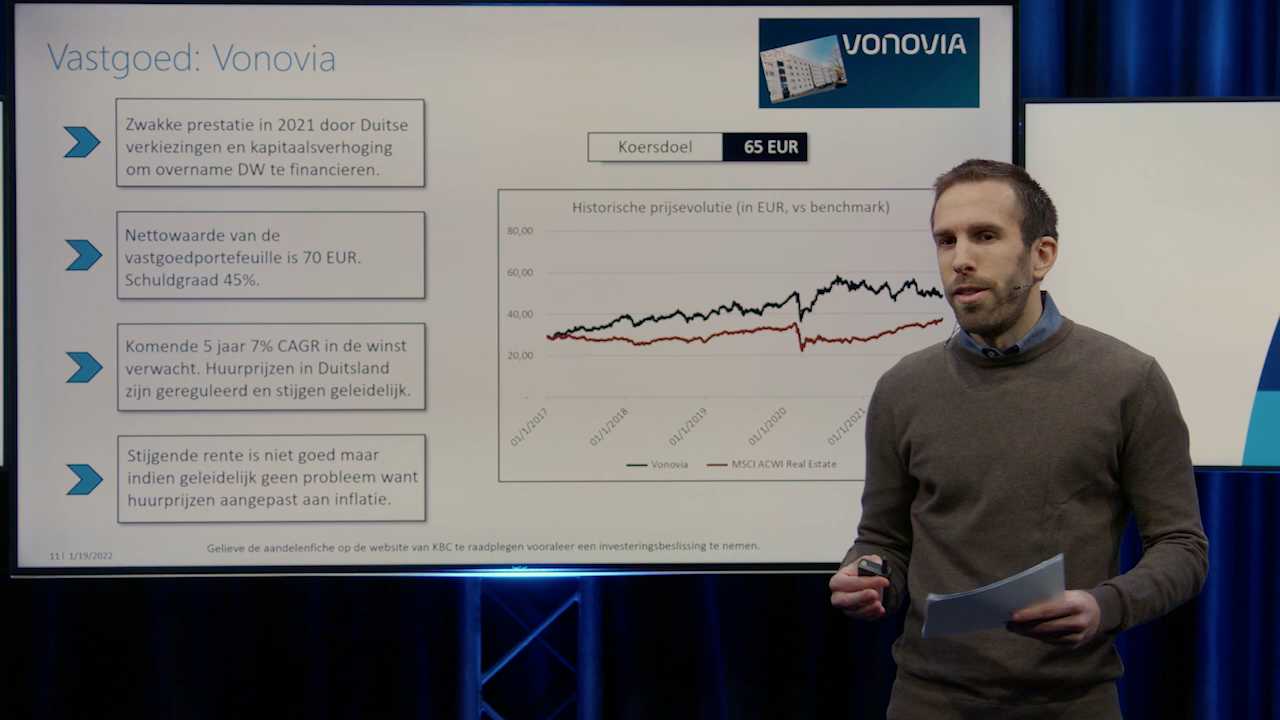 Vastgoed: Vonovia
VONOVIA
Zwakke prestatie in 2021 door Duitse
verkiezingen en kapitaalsverhoging
om overname DW te financieren.
Nettowaarde van de
vastgoedportefeuille is 70 EUR.
Schuldgraad 45%.
Komende 5 jaar 7% CAGR in de winst
verwacht. Huurprijzen in Duitsland
zijn gereguleerd en stijgen geleidelijk.
Stijgende rente is niet goed maar
indien geleidelijk geen probleem want
huurprijzen aangepast aan inflatie.
Koersdoel 65 EUR
Historische prijsevolutie (in EUR, vs benchmark)
80,00
60,00
40,00
20,00
-
01/1/2017 01/1/2018 01/1/2019 01/1/2020 01/1/2021
Vonovia MSCI ACWI Real Estate
11 | 1/19/2022
Gelieve de aandelenfiche op de website van KBC te raadplegen vooraleer een investeringsbeslissing te nemen.